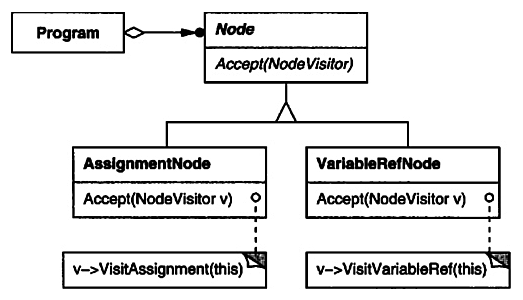 Program
Node
Accept(NodeVisitor)
AssignmentNode
Accept(NodeVisitor v)
VariableRefNode
Accept(NodeVisitor v)
v–>VisitAssignment(this)
v–>VisitVariableRef(this)